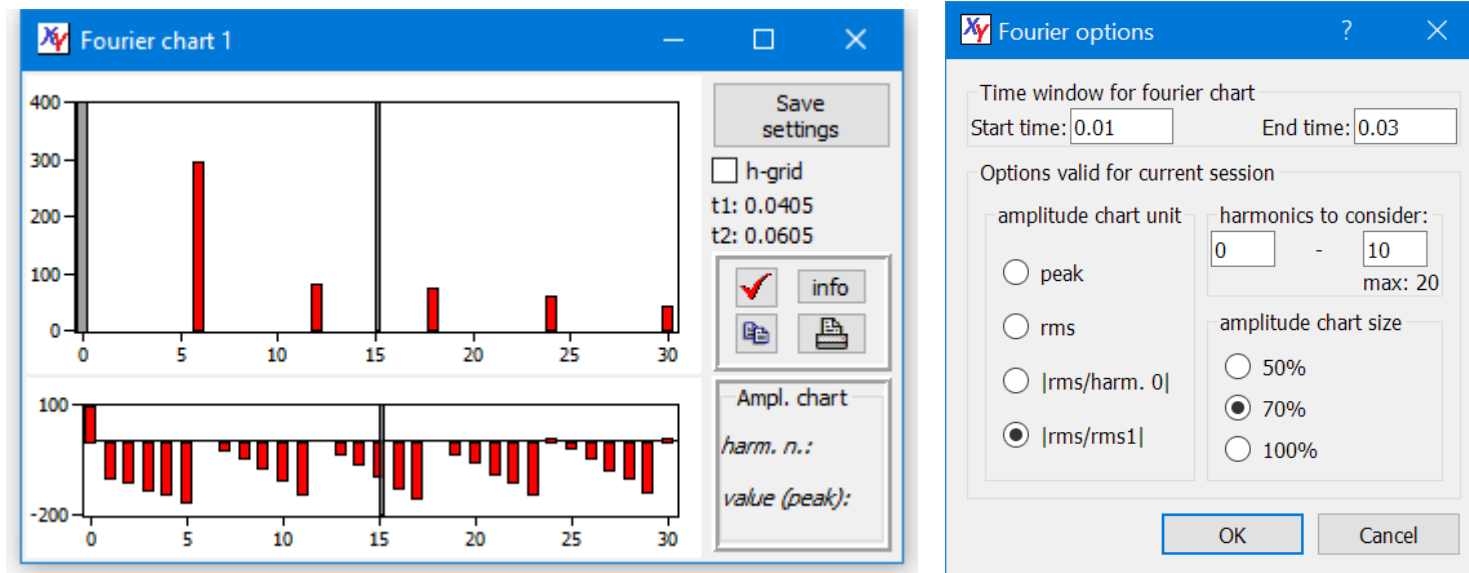 Fourier chart 1
400
300
200
100
0
0 5 10 15 20 25 30
100
-200
0 5 10 15 20 25 30
Save
settings
h-grid
t1: 0.0405
t2: 0.0605
info
Ampl. chart
harm. n.:
value (peak):
Fourier options
?
Time window for fourier chart
Start time: 0.01 End time: 0.03
Options valid for current session
amplitude chart unit
peak
rms
|rms/harm. 0|
|rms/rms1|
harmonics to consider:
0 - 10
max: 20
amplitude chart size
50%
70%
100%
OK Cancel